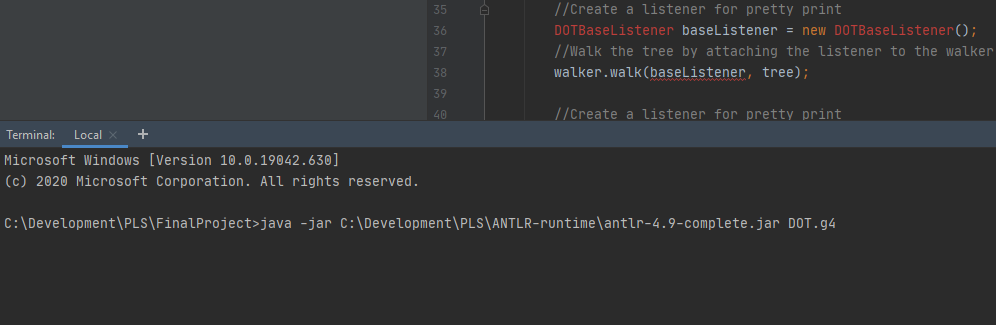 35 //Create a listener for pretty print
36 DOTBaseListener baseListener = new DOTBaseListener();
37 //Walk the tree by attaching the listener to the walker
38 walker.walk(baseListener, tree);
39
40 //Create a listener for pretty print
Terminal: Local × +
Microsoft Windows [Version 10.0.19042.630]
(c) 2020 Microsoft Corporation. All rights reserved.
C:\Development\PLS\FinalProject>java -jar C:\Development\PLS\ANTLR-runtime\antlr-4.9-complete.jar DOT.g4